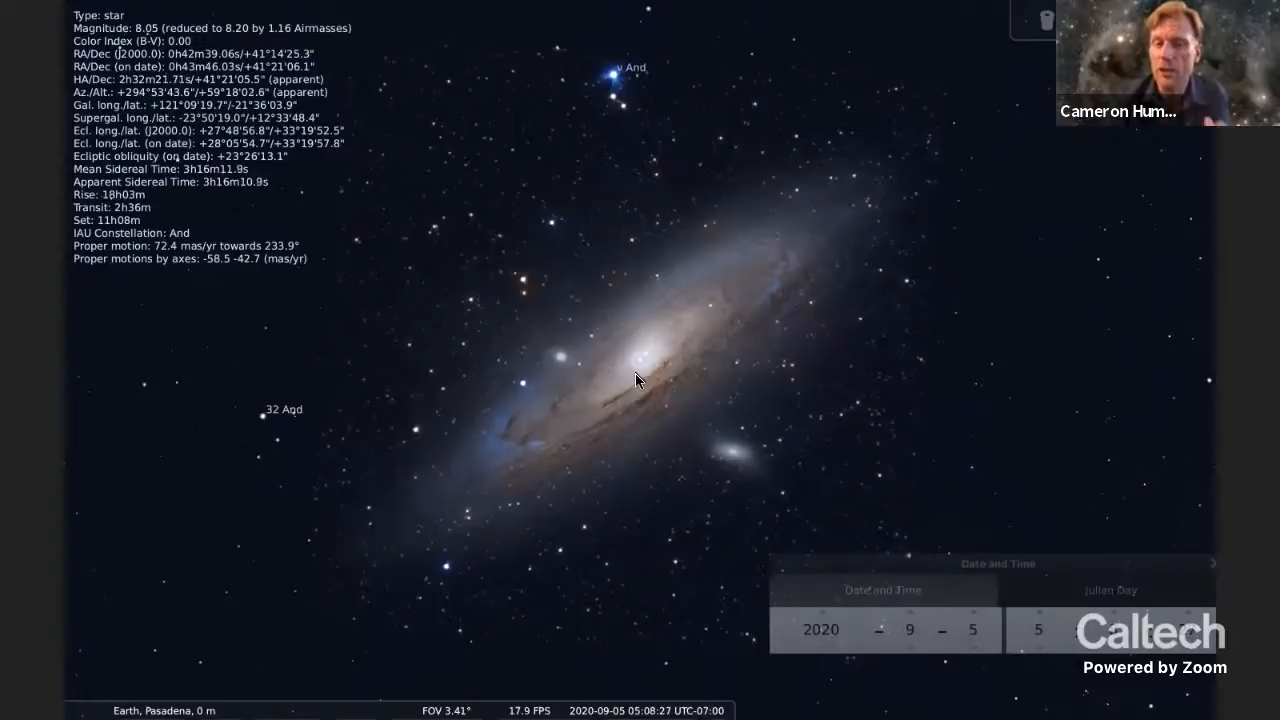 Type: star
Magnitude: 8.05 (reduced to 8.20 by 1.16 Airmasses)
Color Index (B-V): 0.00
RA/Dec (J2000.0): 0h42m39.06s/+41°14'25.3"
RA/Dec (on date): 0h43m46.03s/+41°21'06.1"
HA/Dec: 2h32m21.71s/+41°21'05.5" (apparent)
Az./Alt.: +294°53'43.6"/+59°18'02.6" (apparent)
Gal. long./lat.: +121°09'19.7"/-21°36'03.9"
Supergal. long./lat.: -23°50'19.0"/+12°33'48.4"
Ecl. long./lat. (J2000.0): +27°48'56.8"/+33°19'52.5"
Ecl. long./lat. (on date): +28°05'54.7"/+33°19'57.8"
Ecliptic obliquity (on date): +23°26'13.1"
Mean Sidereal Time: 3h16m11.9s
Apparent Sidereal Time: 3h16m10.9s
Rise: 18h03m
Transit: 2h36m
Set: 11h08m
IAU Constellation: And
Proper motion: 72.4 mas/yr towards 233.9°
Proper motions by axes: -58.5 -42.7 (mas/yr)
ν And
Cameron Hum...
32 And
Date and Time
Date and Time Julian Day
2020 - 9 - 5 5 :
Caltech
Powered by Zoom
Earth, Pasadena, 0 m FOV 3.41° 17.9 FPS 2020-09-05 05:08:27 UTC-07:00